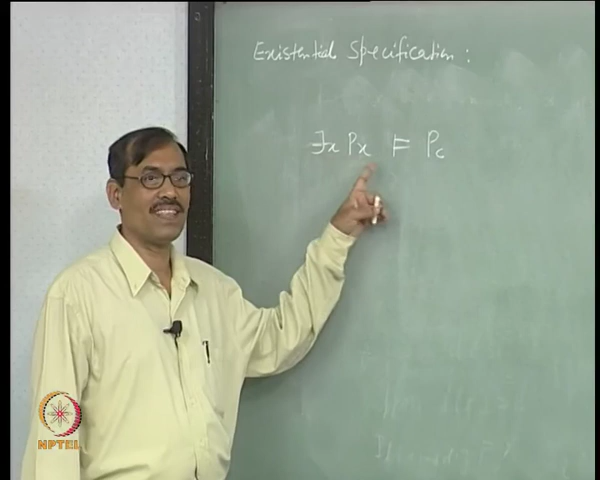 Existential Specification :
∃x Px ⊨ Pc
NPTEL